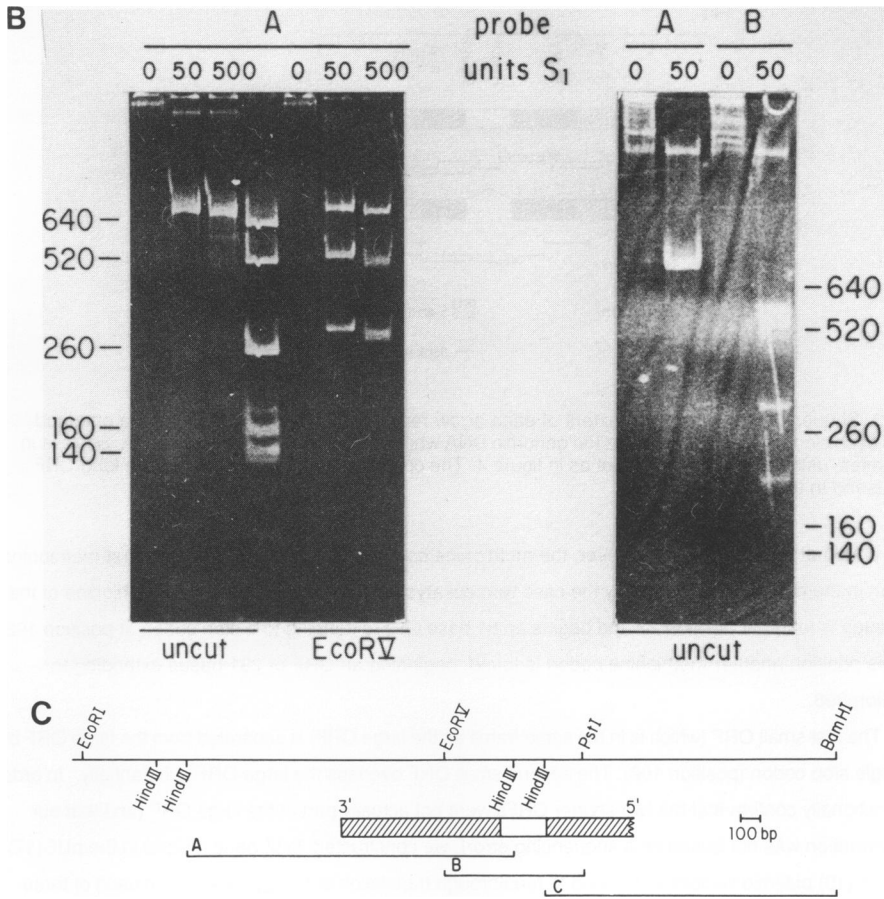 B
A probe A B
0 50 500 0 50 500 units S1 0 50 0 50
640
520
260
160
140
640
520
260
160
140
uncut EcoRV uncut
C
EcoRI
HindIII
HindIII
EcoRV
HindIII
HindIII
PstI
BamHI
3' 5'
100 bp
A
B
C